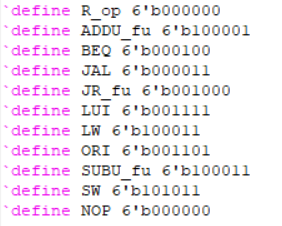 `define R_op 6'b000000
`define ADDU_fu 6'b100001
`define BEQ 6'b000100
`define JAL 6'b000011
`define JR_fu 6'b001000
`define LUI 6'b001111
`define LW 6'b100011
`define ORI 6'b001101
`define SUBU_fu 6'b100011
`define SW 6'b101011
`define NOP 6'b000000